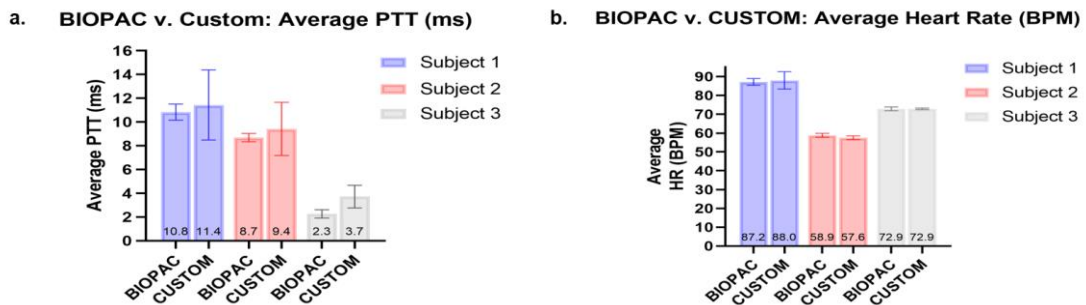 a. BIOPAC v. Custom: Average PTT (ms)
Average PTT (ms)
16
14
12
10
8
6
4
2
0
10.8 11.4 8.7 9.4 2.3 3.7
BIOPAC CUSTOM BIOPAC CUSTOM BIOPAC CUSTOM
Subject 1
Subject 2
Subject 3
b. BIOPAC v. CUSTOM: Average Heart Rate (BPM)
Average
HR (BPM)
90
80
70
60
50
40
30
20
10
0
87.2 88.0 58.9 57.6 72.9 72.9
BIOPAC CUSTOM BIOPAC CUSTOM BIOPAC CUSTOM
Subject 1
Subject 2
Subject 3